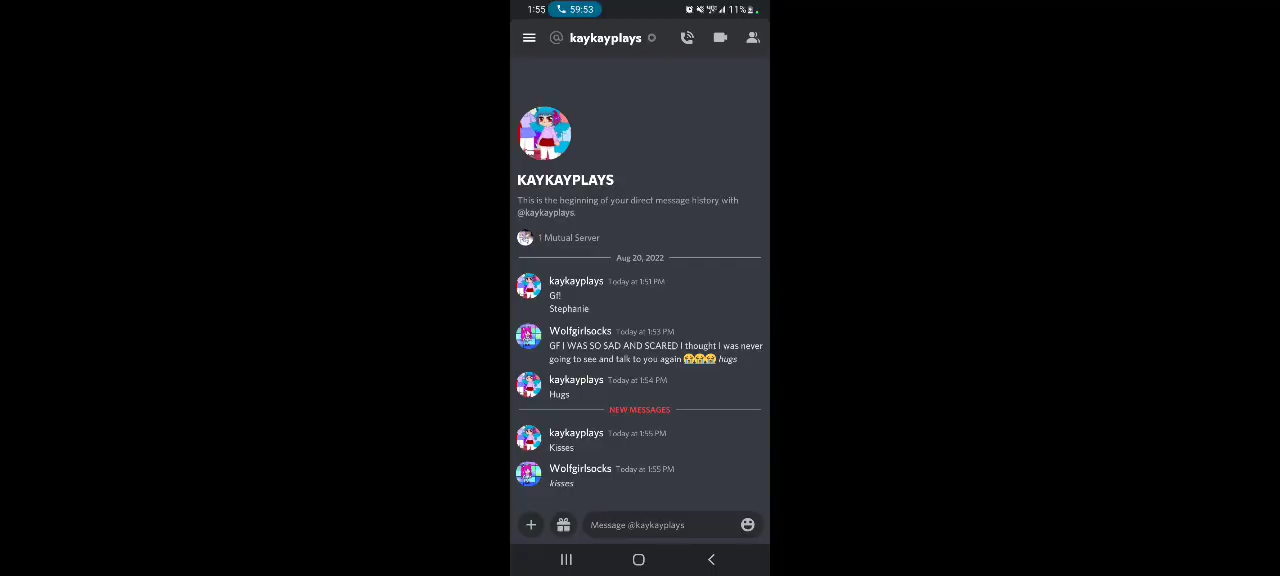 1:55 59:53 11%
@ kaykayplays
KAYKAYPLAYS
This is the beginning of your direct message history with
@kaykayplays.
1 Mutual Server
Aug 20, 2022
kaykayplays Today at 1:51 PM
Gf!
Stephanie
Wolfgirlsocks Today at 1:53 PM
GF I WAS SO SAD AND SCARED I thought I was never
going to see and talk to you again 😭😭😭 hugs
kaykayplays Today at 1:54 PM
Hugs
NEW MESSAGES
kaykayplays Today at 1:55 PM
Kisses
Wolfgirlsocks Today at 1:55 PM
kisses
Message @kaykayplays